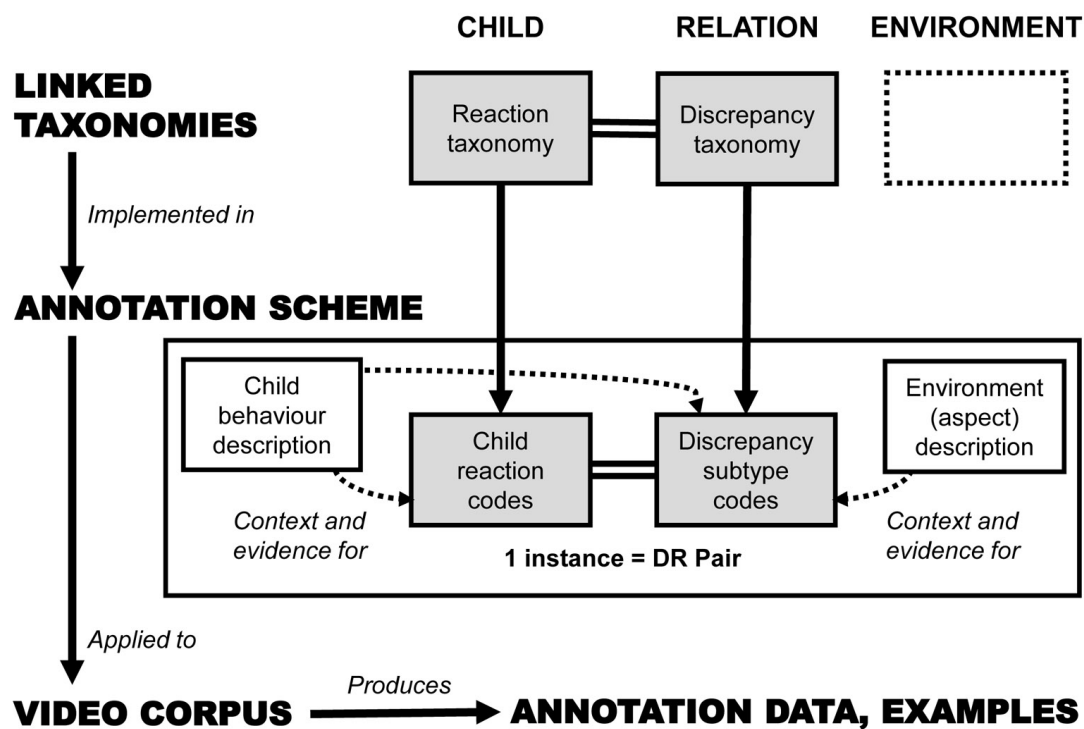 CHILD
RELATION
ENVIRONMENT
LINKED
TAXONOMIES
Reaction
taxonomy
Discrepancy
taxonomy
Implemented in
ANNOTATION SCHEME
Child
behaviour
description
Environment
(aspect)
description
Child
reaction
codes
Discrepancy
subtype
codes
Context and
evidence for
Context and
evidence for
1 instance = DR Pair
Applied to
VIDEO CORPUS
Produces
ANNOTATION DATA, EXAMPLES